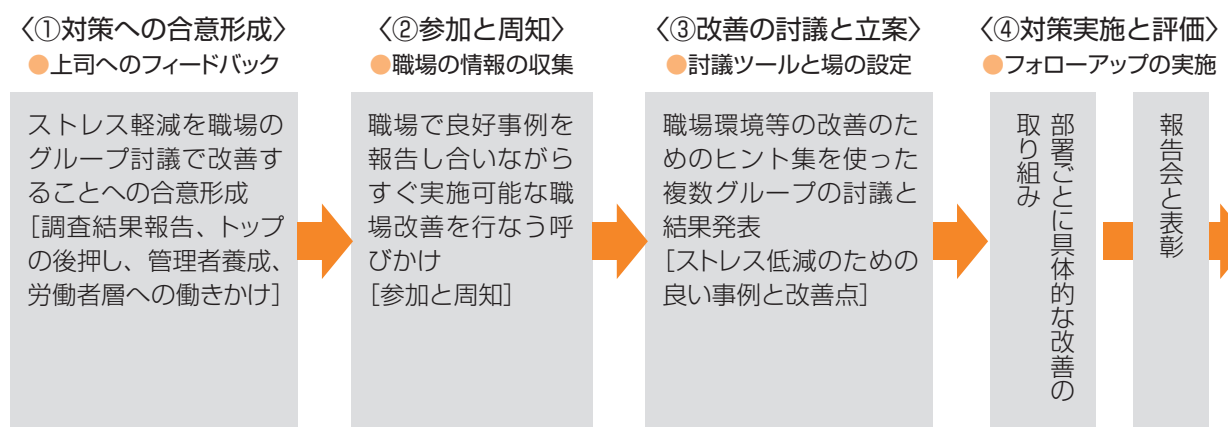 〈①対策への合意形成〉
●上司へのフィードバック
ストレス軽減を職場の
グループ討議で改善す
ることへの合意形成
[調査結果報告、トップ
の後押し、管理者養成、
労働者層への働きかけ]
〈②参加と周知〉
●職場の情報の収集
職場で良好事例を
報告し合いながら
すぐ実施可能な職
場改善を行なう呼
びかけ
[参加と周知]
〈③改善の討議と立案〉
●討議ツールと場の設定
職場環境等の改善のた
めのヒント集を使った
複数グループの討議と
結果発表
[ストレス低減のための
良い事例と改善点]
〈④対策実施と評価〉
●フォローアップの実施
部署ごとに具体的な改善の
取り組み
報告会と表彰